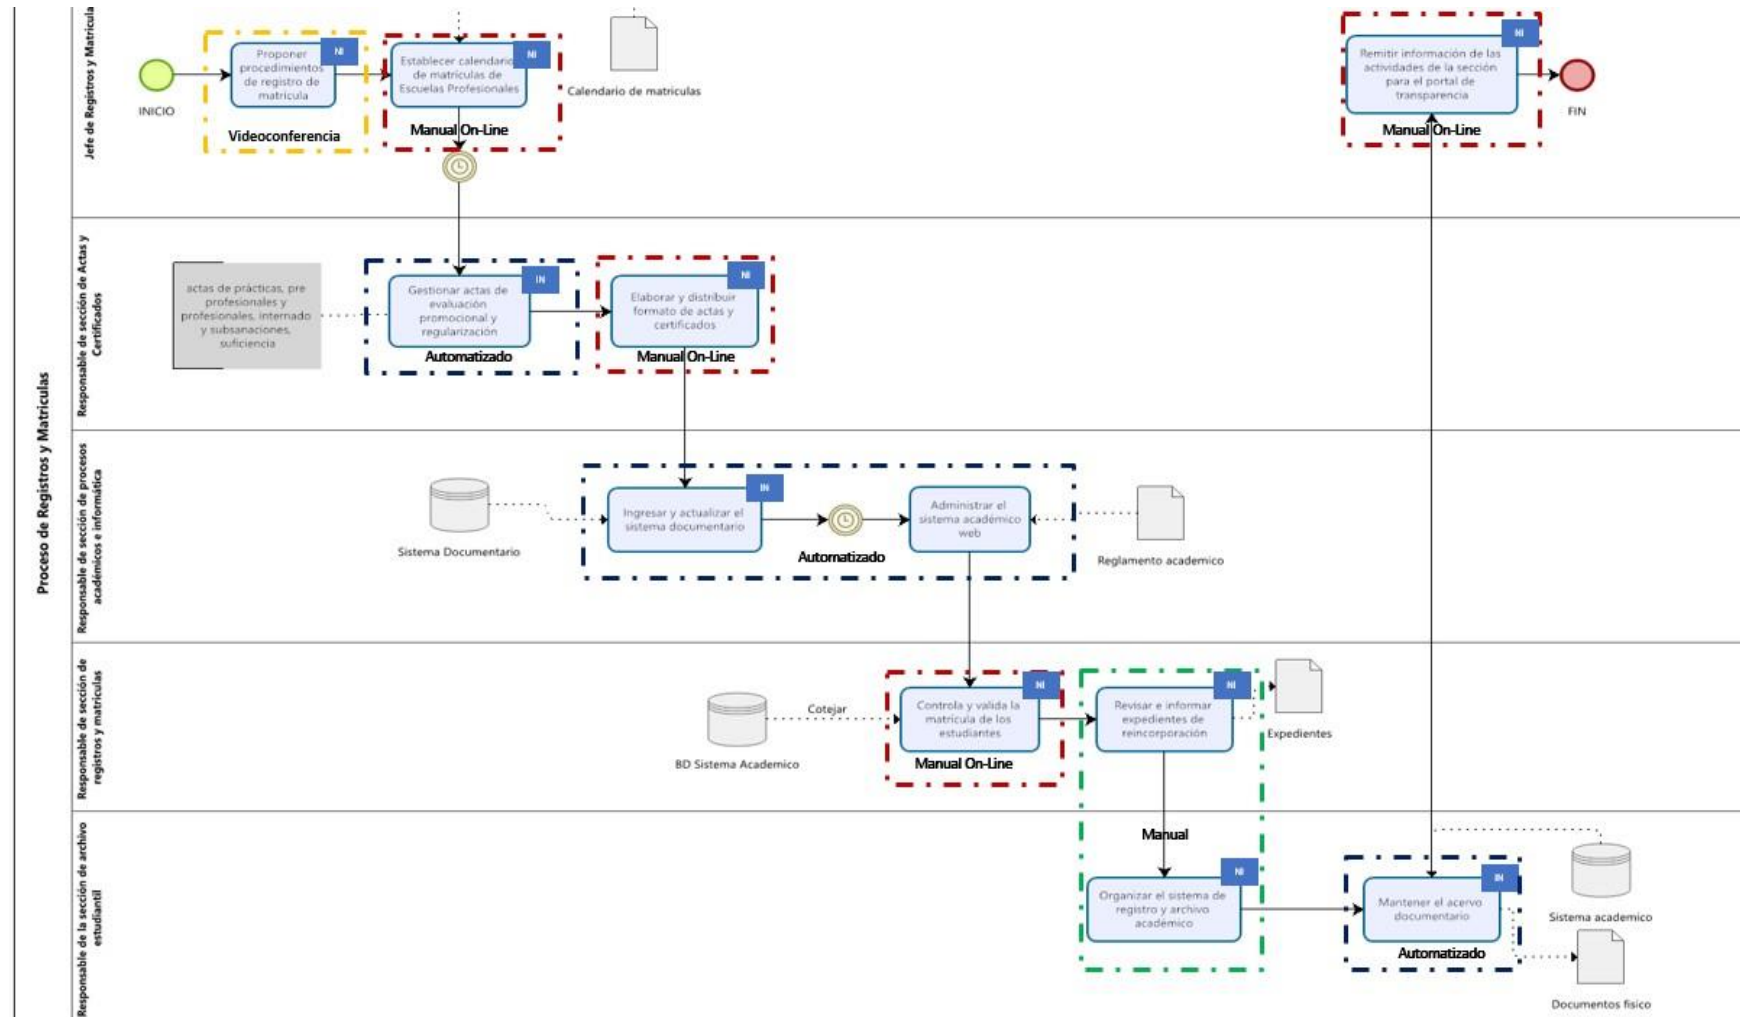 Proceso de Registros y Matriculas
Jefe de Registros y Matricula
INICIO
Proponer
procedimientos
de registro de
matricula
NI
Videoconferencia
Establecer calendario
de matrículas de
Escuelas Profesionales
NI
Manual On-Line
Calendario de matriculas
Remitir información de las
actividades de la sección
para el portal de
transparencia
NI
Manual On-Line
FIN
Responsable de sección de Actas y
Certificados
actas de prácticas, pre
profesionales y
profesionales, internado
y subsanaciones,
suficiencia
Gestionar actas de
evaluación
promocional y
regularización
IN
Automatizado
Elaborar y distribuir
formato de actas y
certificados
NI
Manual On-Line
Responsable de sección de procesos
académicos e informática
Sistema Documentario
Ingresar y actualizar el
sistema documentario
IN
Automatizado
Administrar el
sistema académico
web
Reglamento academico
Responsable de sección de
registros y matriculas
BD Sistema Academico
Cotejar
Controla y valida la
matrícula de los
estudiantes
NI
Manual On-Line
Revisar e informar
expedientes de
reincorporación
NI
Expedientes
Responsable de la sección de archivo
estudiantil
Manual
Organizar el sistema de
registro y archivo
académico
NI
Mantener el acervo
documentario
IN
Automatizado
Sistema academico
Documentos fisico